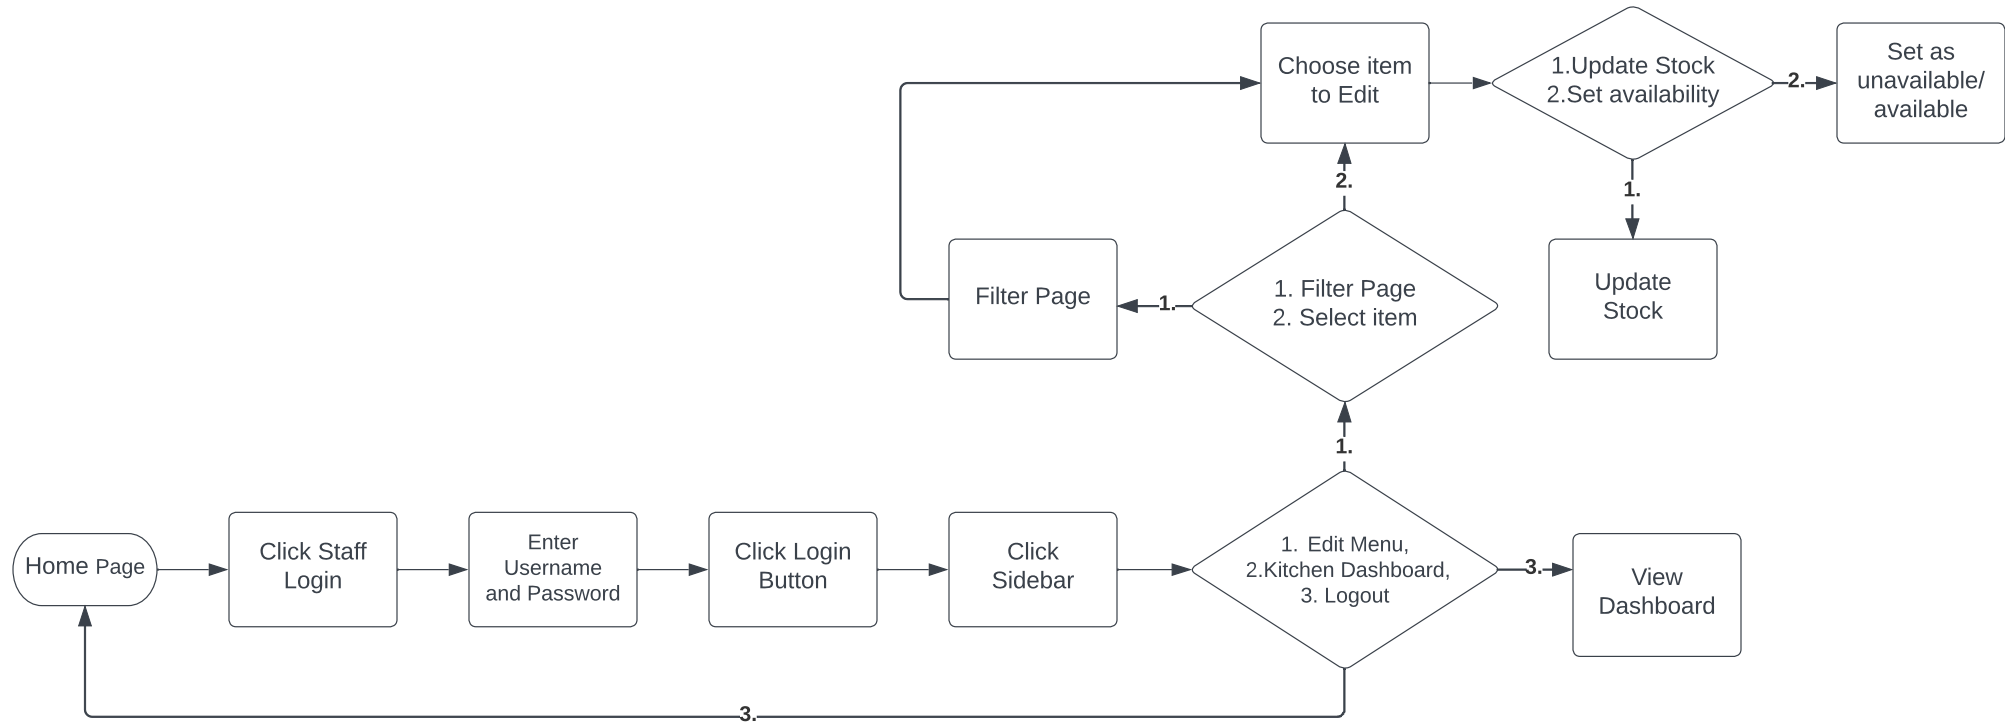 Choose item
to Edit
1.Update Stock
2.Set availability
2.
Set as
unavailable/
available
2.
1.
Filter Page
1.
1. Filter Page
2. Select item
Update
Stock
1.
Home Page
Click Staff
Login
Enter
Username
and Password
Click Login
Button
Click
Sidebar
1. Edit Menu,
2.Kitchen Dashboard,
3. Logout
3.
View
Dashboard
3.